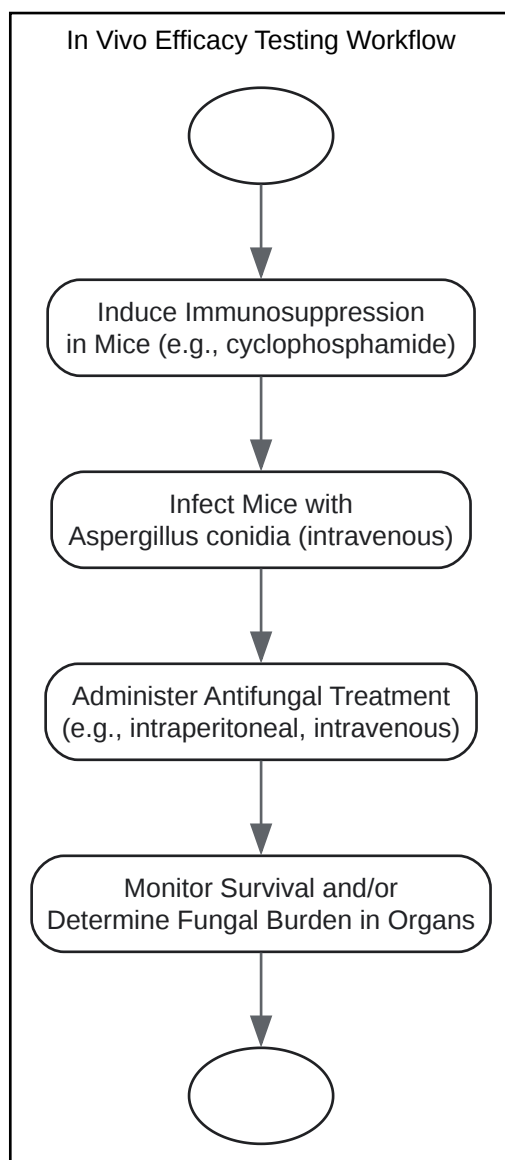 In Vivo Efficacy Testing Workflow
Induce Immunosuppression
in Mice (e.g., cyclophosphamide)
Infect Mice with
Aspergillus conidia (intravenous)
Administer Antifungal Treatment
(e.g., intraperitoneal, intravenous)
Monitor Survival and/or
Determine Fungal Burden in Organs